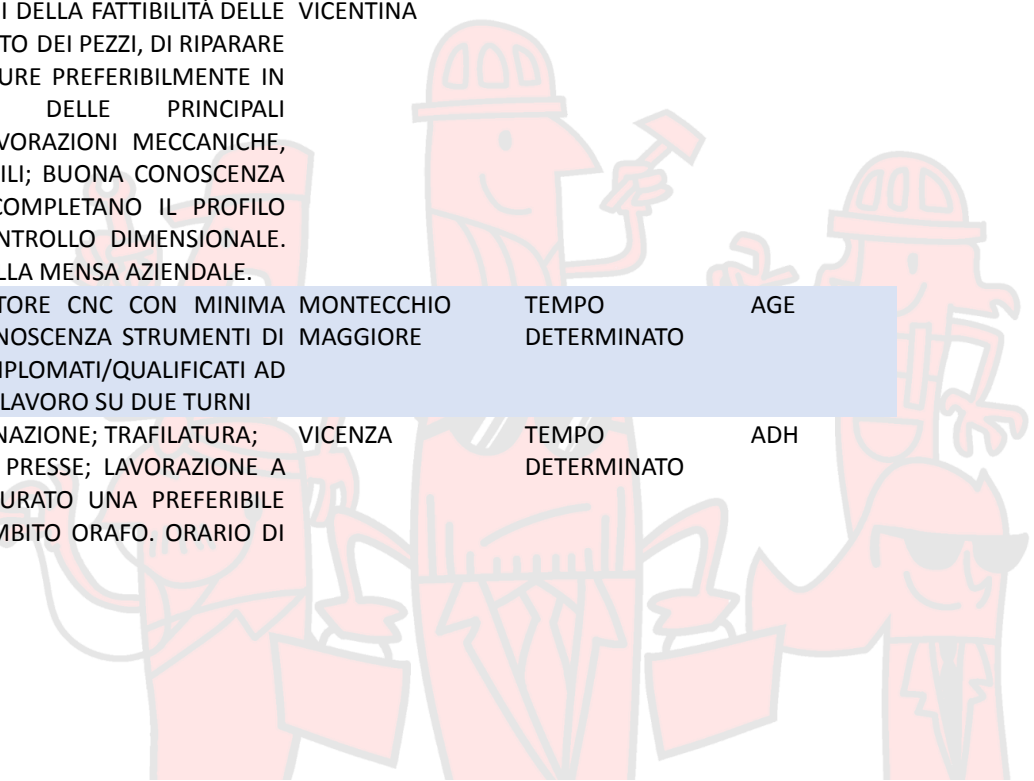 I DELLA FATTIBILITÀ DELLE VICENTINA
TO DEI PEZZI, DI RIPARARE
URE PREFERIBILMENTE IN
DELLE PRINCIPALI
VORAZIONI MECCANICHE,
ILI; BUONA CONOSCENZA
COMPLETANO IL PROFILO
NTROLLO DIMENSIONALE.
LLA MENSA AZIENDALE.
TORE CNC CON MINIMA MONTECCHIO TEMPO AGE
NOSCENZA STRUMENTI DI MAGGIORE DETERMINATO
IPLOMATI/QUALIFICATI AD
LAVORO SU DUE TURNI
NAZIONE; TRAFILATURA; VICENZA TEMPO ADH
PRESSE; LAVORAZIONE A DETERMINATO
URATO UNA PREFERIBILE
MBITO ORAFO. ORARIO DI